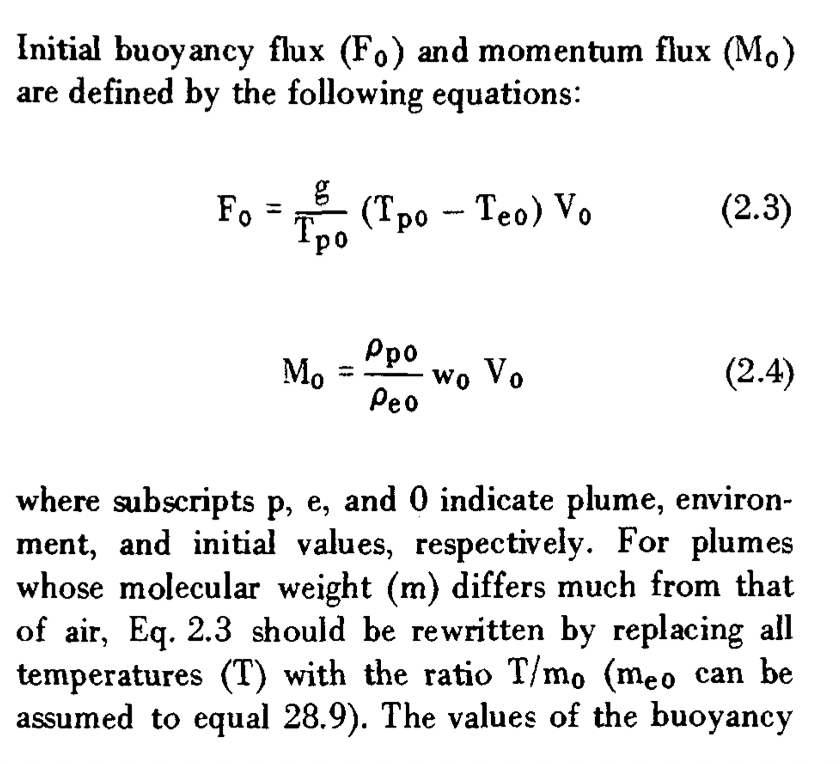 Initial buoyancy flux (F₀) and momentum flux (M₀)
are defined by the following equations:
F₀ = g/Tₚ₀ (Tₚ₀ − Tₑ₀) V₀ (2.3)
M₀ = ρₚ₀/ρₑ₀ w₀ V₀ (2.4)
where subscripts p, e, and 0 indicate plume, environ-
ment, and initial values, respectively. For plumes
whose molecular weight (m) differs much from that
of air, Eq. 2.3 should be rewritten by replacing all
temperatures (T) with the ratio T/m₀ (mₑ₀ can be
assumed to equal 28.9). The values of the buoyancy